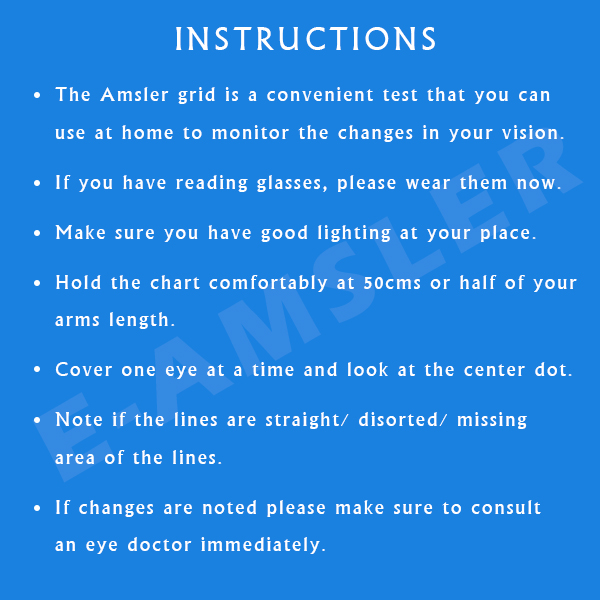 INSTRUCTIONS
• The Amsler grid is a convenient test that you can
use at home to monitor the changes in your vision.
• If you have reading glasses, please wear them now.
• Make sure you have good lighting at your place.
• Hold the chart comfortably at 50cms or half of your
arms length.
• Cover one eye at a time and look at the center dot.
• Note if the lines are straight/ disorted/ missing
area of the lines.
• If changes are noted please make sure to consult
an eye doctor immediately.
E-AMSLER